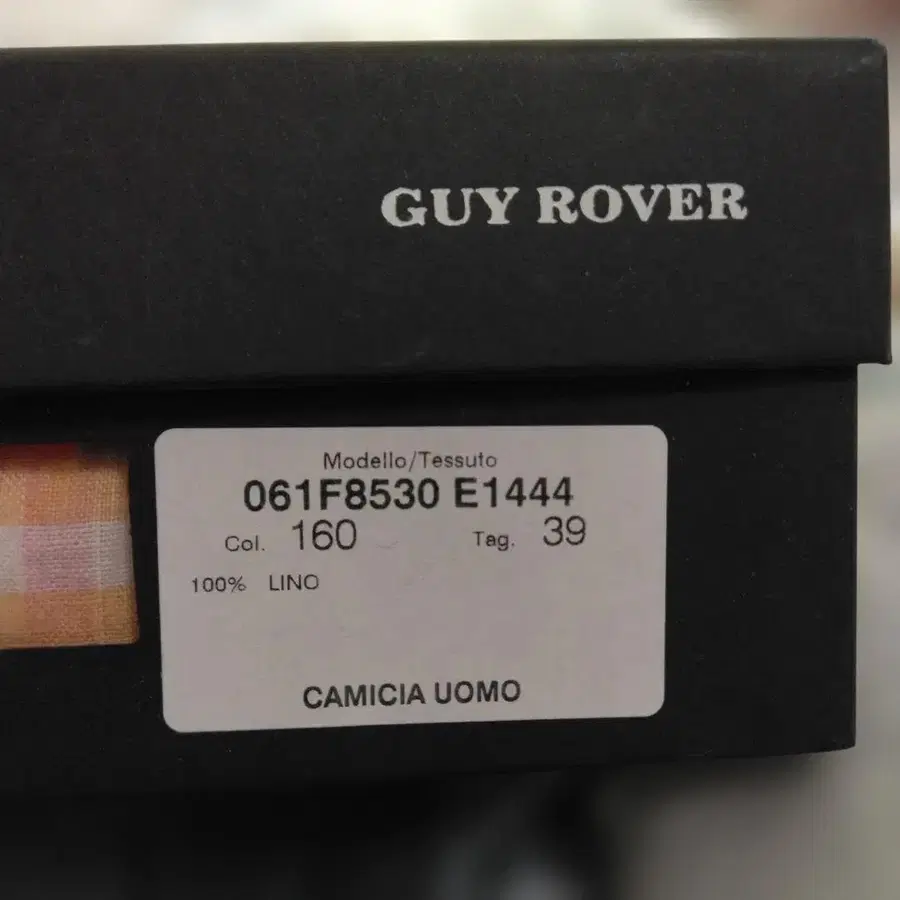 GUY ROVER
Modello/Tessuto
061F8530 E1444
Col. 160 Tag. 39
100% LINO
CAMICIA UOMO